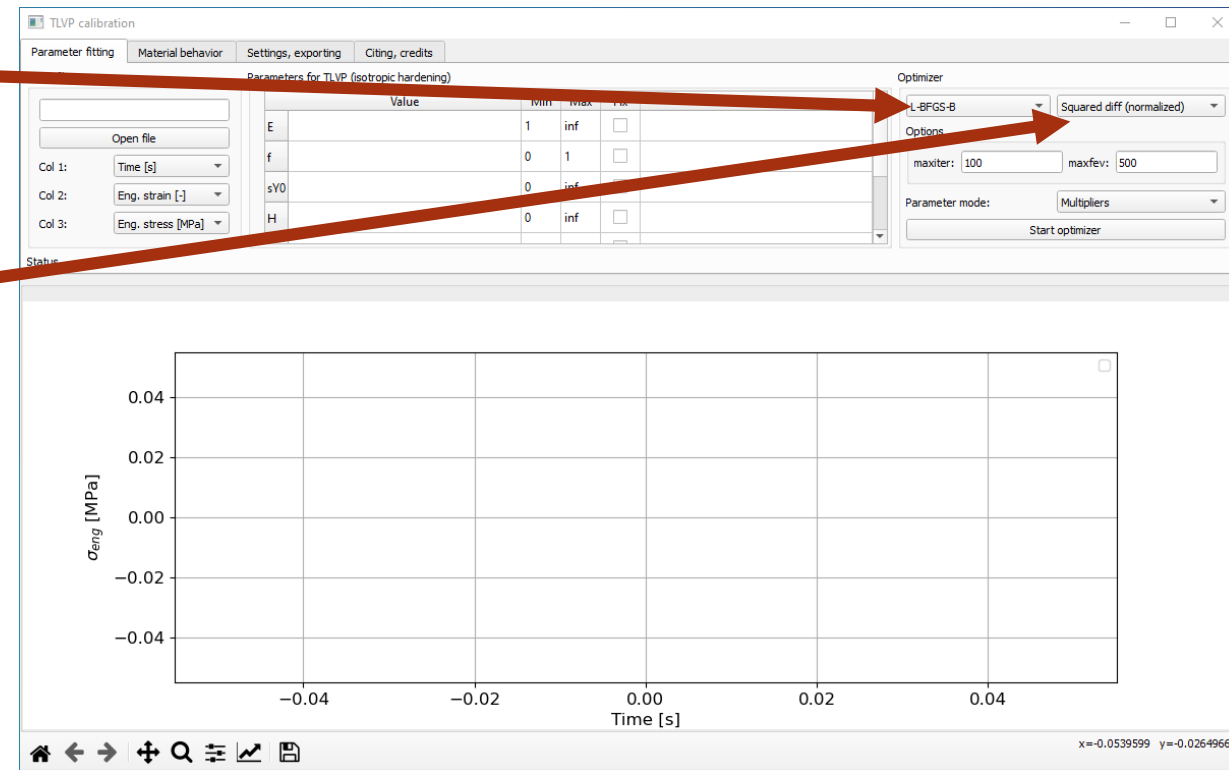 TLVP calibration
Parameter fitting Material behavior Settings, exporting Citing, credits
Parameters for TLVP (isotropic hardening)
Optimizer
Value Min Max Fix
L-BFGS-B Squared diff (normalized)
Open file
Options
E 1 inf
f 0 1
maxiter: 100 maxfev: 500
Col 1: Time [s]
sY0 0 inf
Col 2: Eng. strain [-]
Parameter mode: Multipliers
H 0 inf
Col 3: Eng. stress [MPa]
Start optimizer
Status
0.04
0.02
0.00
−0.02
−0.04
σeng [MPa]
−0.04 −0.02 0.00 0.02 0.04
Time [s]
x=-0.0539599 y=-0.0264966